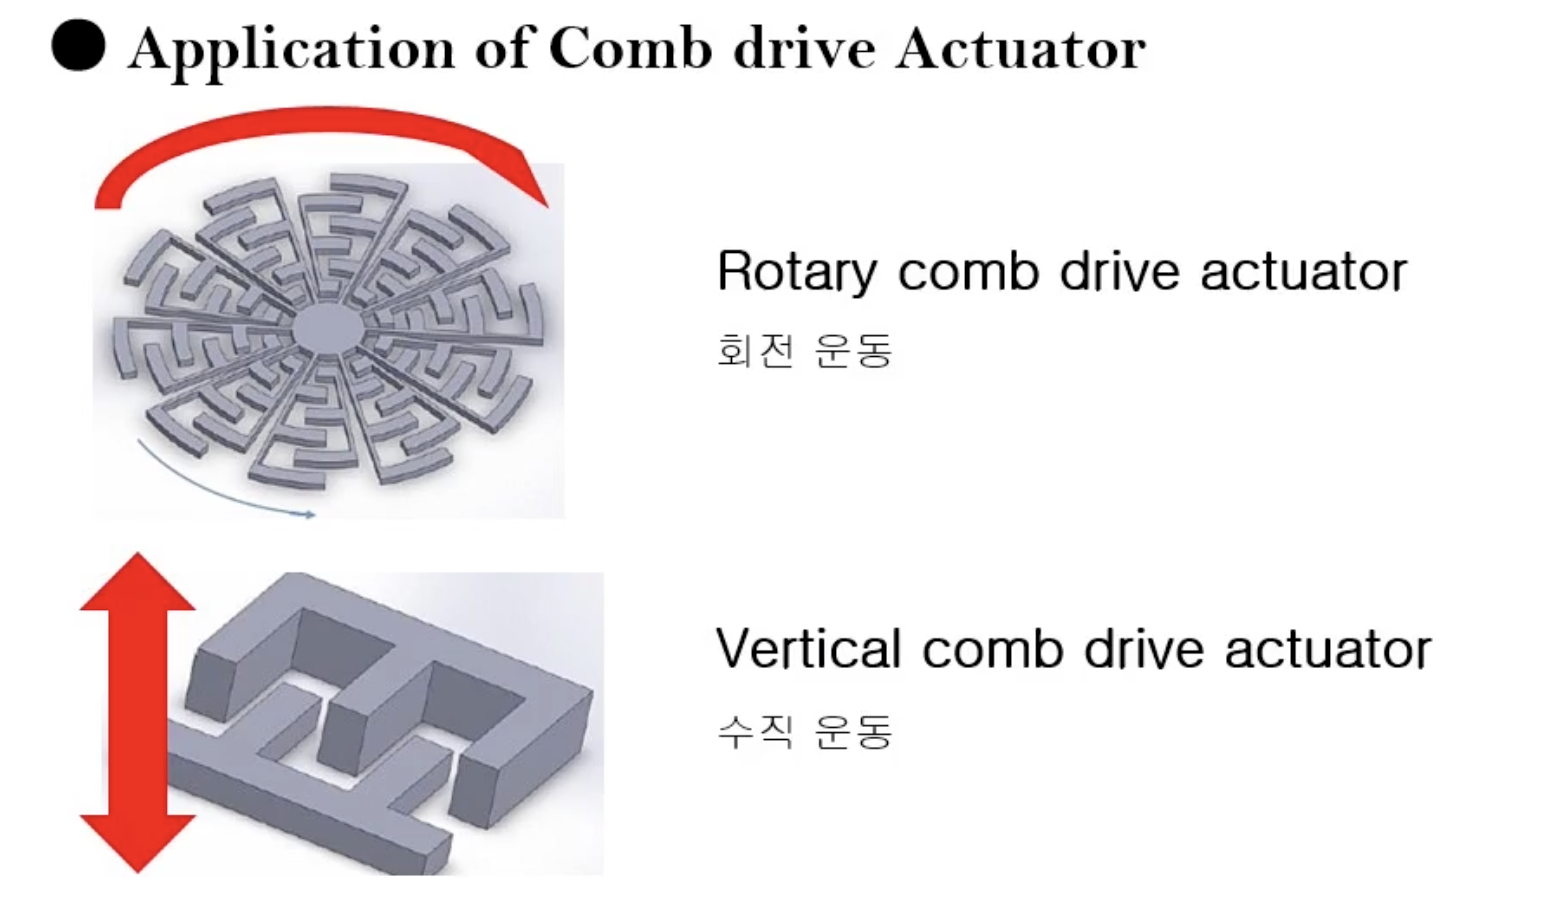 ● Application of Comb drive Actuator
Rotary comb drive actuator
회전 운동
Vertical comb drive actuator
수직 운동